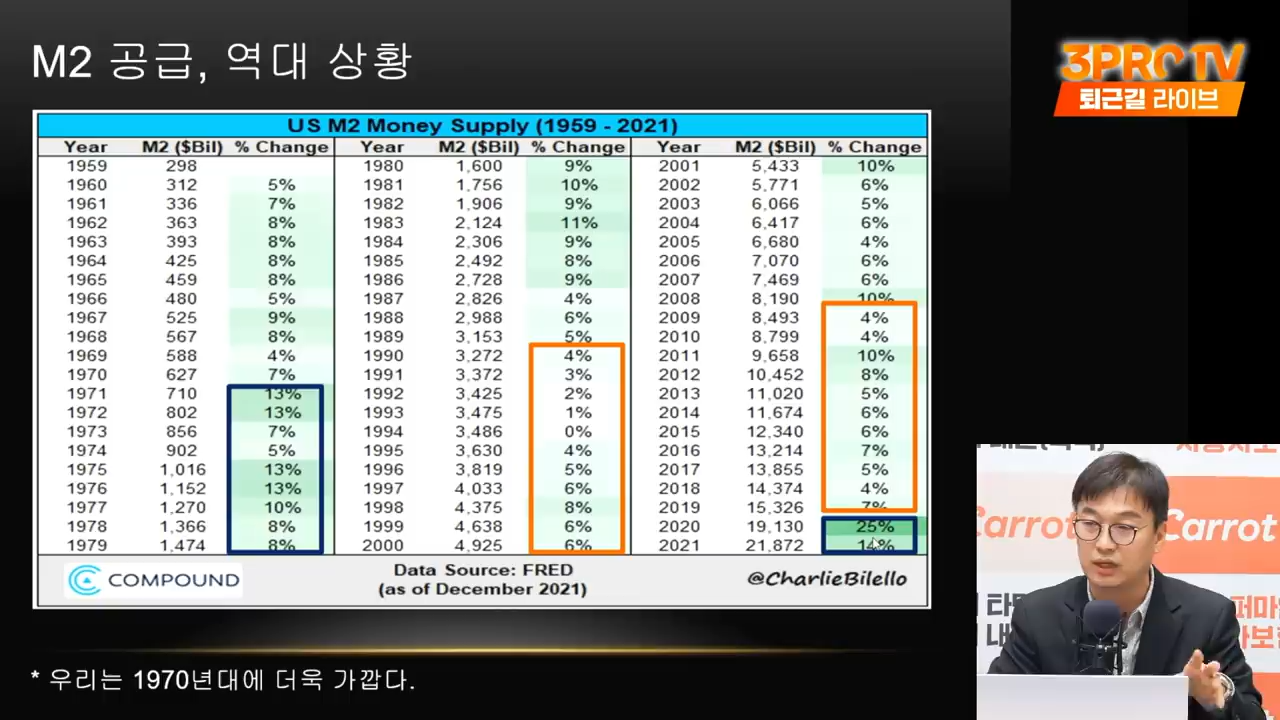 M2 공급, 역대 상황
3PRO TV
퇴근길 라이브
US M2 Money Supply (1959 - 2021)
Year M2 ($Bil) % Change Year M2 ($Bil) % Change Year M2 ($Bil) % Change
1959 298 1980 1,600 9% 2001 5,433 10%
1960 312 5% 1981 1,756 10% 2002 5,771 6%
1961 336 7% 1982 1,906 9% 2003 6,066 5%
1962 363 8% 1983 2,124 11% 2004 6,417 6%
1963 393 8% 1984 2,306 9% 2005 6,680 4%
1964 425 8% 1985 2,492 8% 2006 7,070 6%
1965 459 8% 1986 2,728 9% 2007 7,469 6%
1966 480 5% 1987 2,826 4% 2008 8,190 10%
1967 525 9% 1988 2,988 6% 2009 8,493 4%
1968 567 8% 1989 3,153 5% 2010 8,799 4%
1969 588 4% 1990 3,272 4% 2011 9,658 10%
1970 627 7% 1991 3,372 3% 2012 10,452 8%
1971 710 13% 1992 3,425 2% 2013 11,020 5%
1972 802 13% 1993 3,475 1% 2014 11,674 6%
1973 856 7% 1994 3,486 0% 2015 12,340 6%
1974 902 5% 1995 3,630 4% 2016 13,214 7%
1975 1,016 13% 1996 3,819 5% 2017 13,855 5%
1976 1,152 13% 1997 4,033 6% 2018 14,374 4%
1977 1,270 10% 1998 4,375 8% 2019 15,326 7%
1978 1,366 8% 1999 4,638 6% 2020 19,130 25%
1979 1,474 8% 2000 4,925 6% 2021 21,872 14%
COMPOUND
Data Source: FRED
(as of December 2021)
@CharlieBilello
Carrot Carrot
* 우리는 1970년대에 더욱 가깝다.